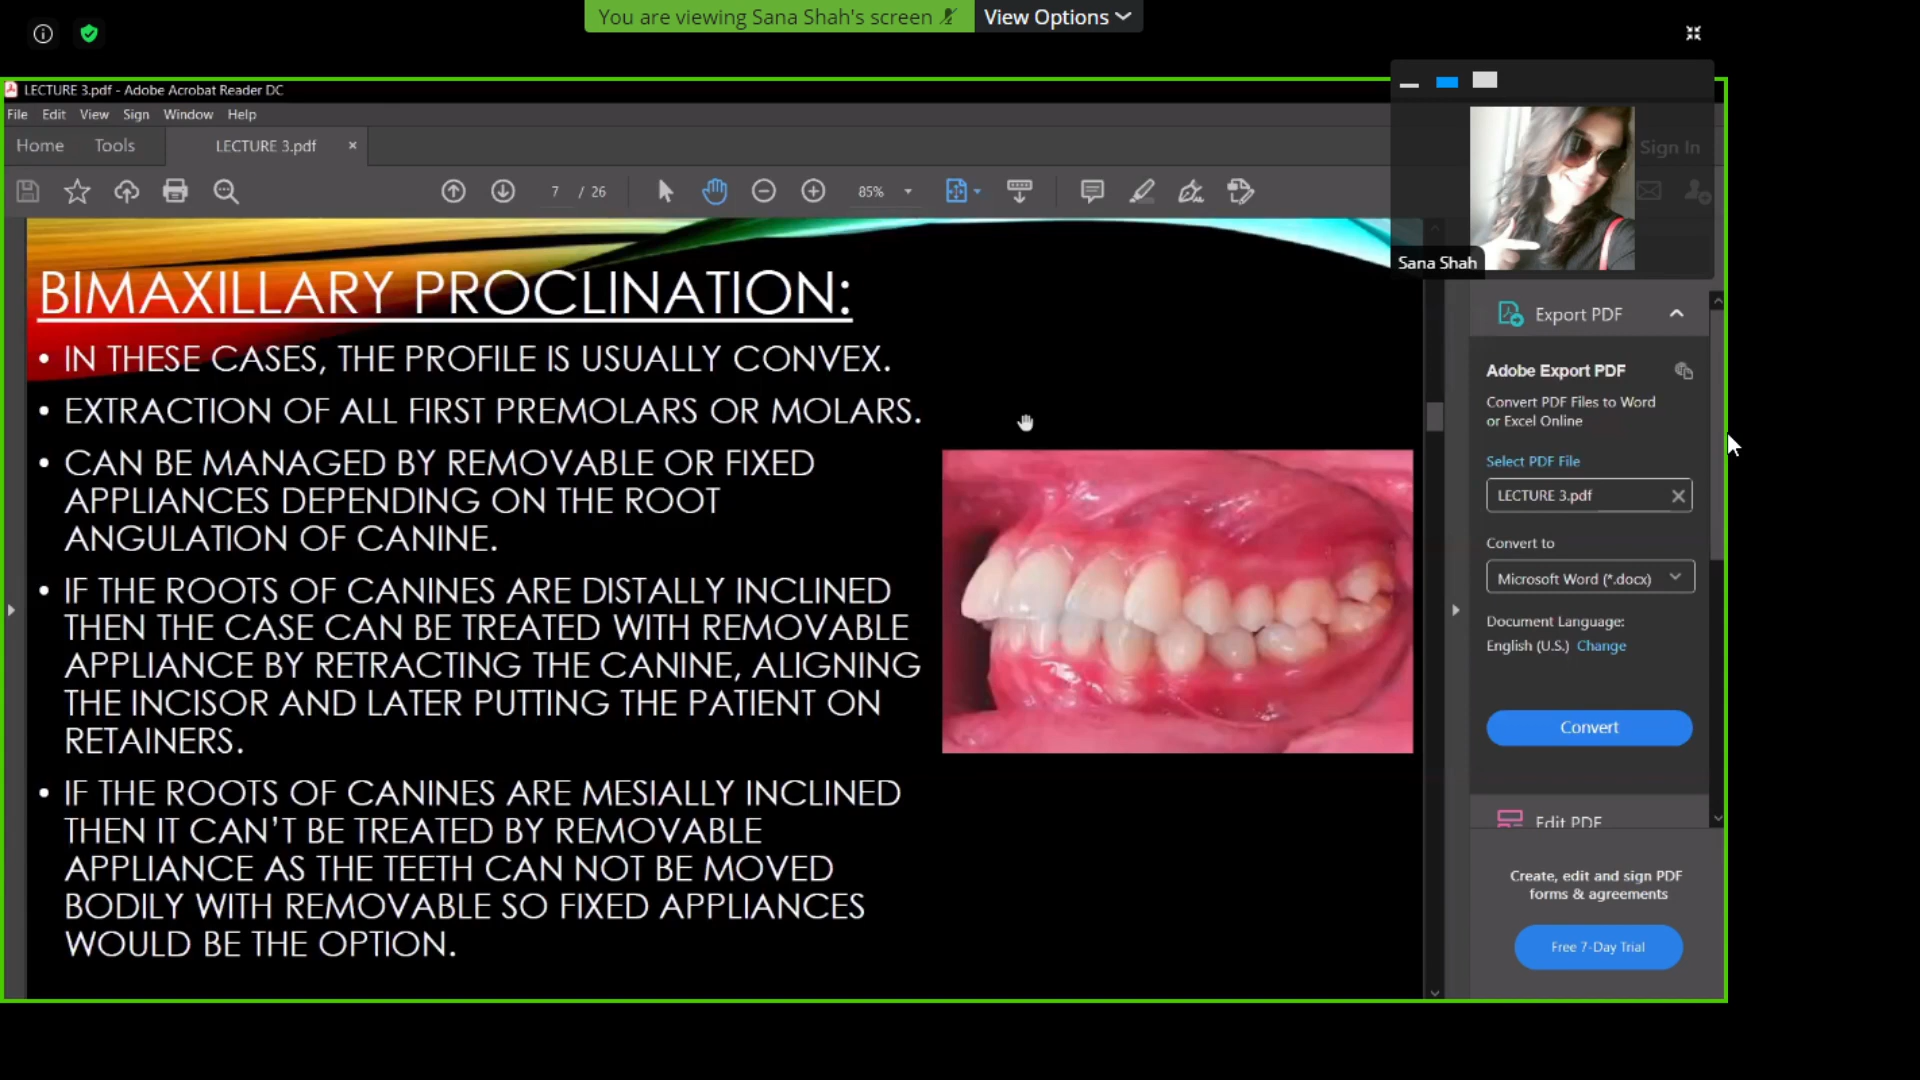 You are viewing Sana Shah's screen
View Options
LECTURE 3.pdf - Adobe Acrobat Reader DC
File Edit View Sign Window Help
Home Tools LECTURE 3.pdf ×
Sign In
7 / 26 85%
Sana Shah
BIMAXILLARY PROCLINATION:
• IN THESE CASES, THE PROFILE IS USUALLY CONVEX.
• EXTRACTION OF ALL FIRST PREMOLARS OR MOLARS.
• CAN BE MANAGED BY REMOVABLE OR FIXED
APPLIANCES DEPENDING ON THE ROOT
ANGULATION OF CANINE.
• IF THE ROOTS OF CANINES ARE DISTALLY INCLINED
THEN THE CASE CAN BE TREATED WITH REMOVABLE
APPLIANCE BY RETRACTING THE CANINE, ALIGNING
THE INCISOR AND LATER PUTTING THE PATIENT ON
RETAINERS.
• IF THE ROOTS OF CANINES ARE MESIALLY INCLINED
THEN IT CAN'T BE TREATED BY REMOVABLE
APPLIANCE AS THE TEETH CAN NOT BE MOVED
BODILY WITH REMOVABLE SO FIXED APPLIANCES
WOULD BE THE OPTION.
Export PDF
Adobe Export PDF
Convert PDF Files to Word
or Excel Online
Select PDF File
LECTURE 3.pdf
Convert to
Microsoft Word (*.docx)
Document Language:
English (U.S.) Change
Convert
Edit PDF
Create, edit and sign PDF
forms & agreements
Free 7-Day Trial